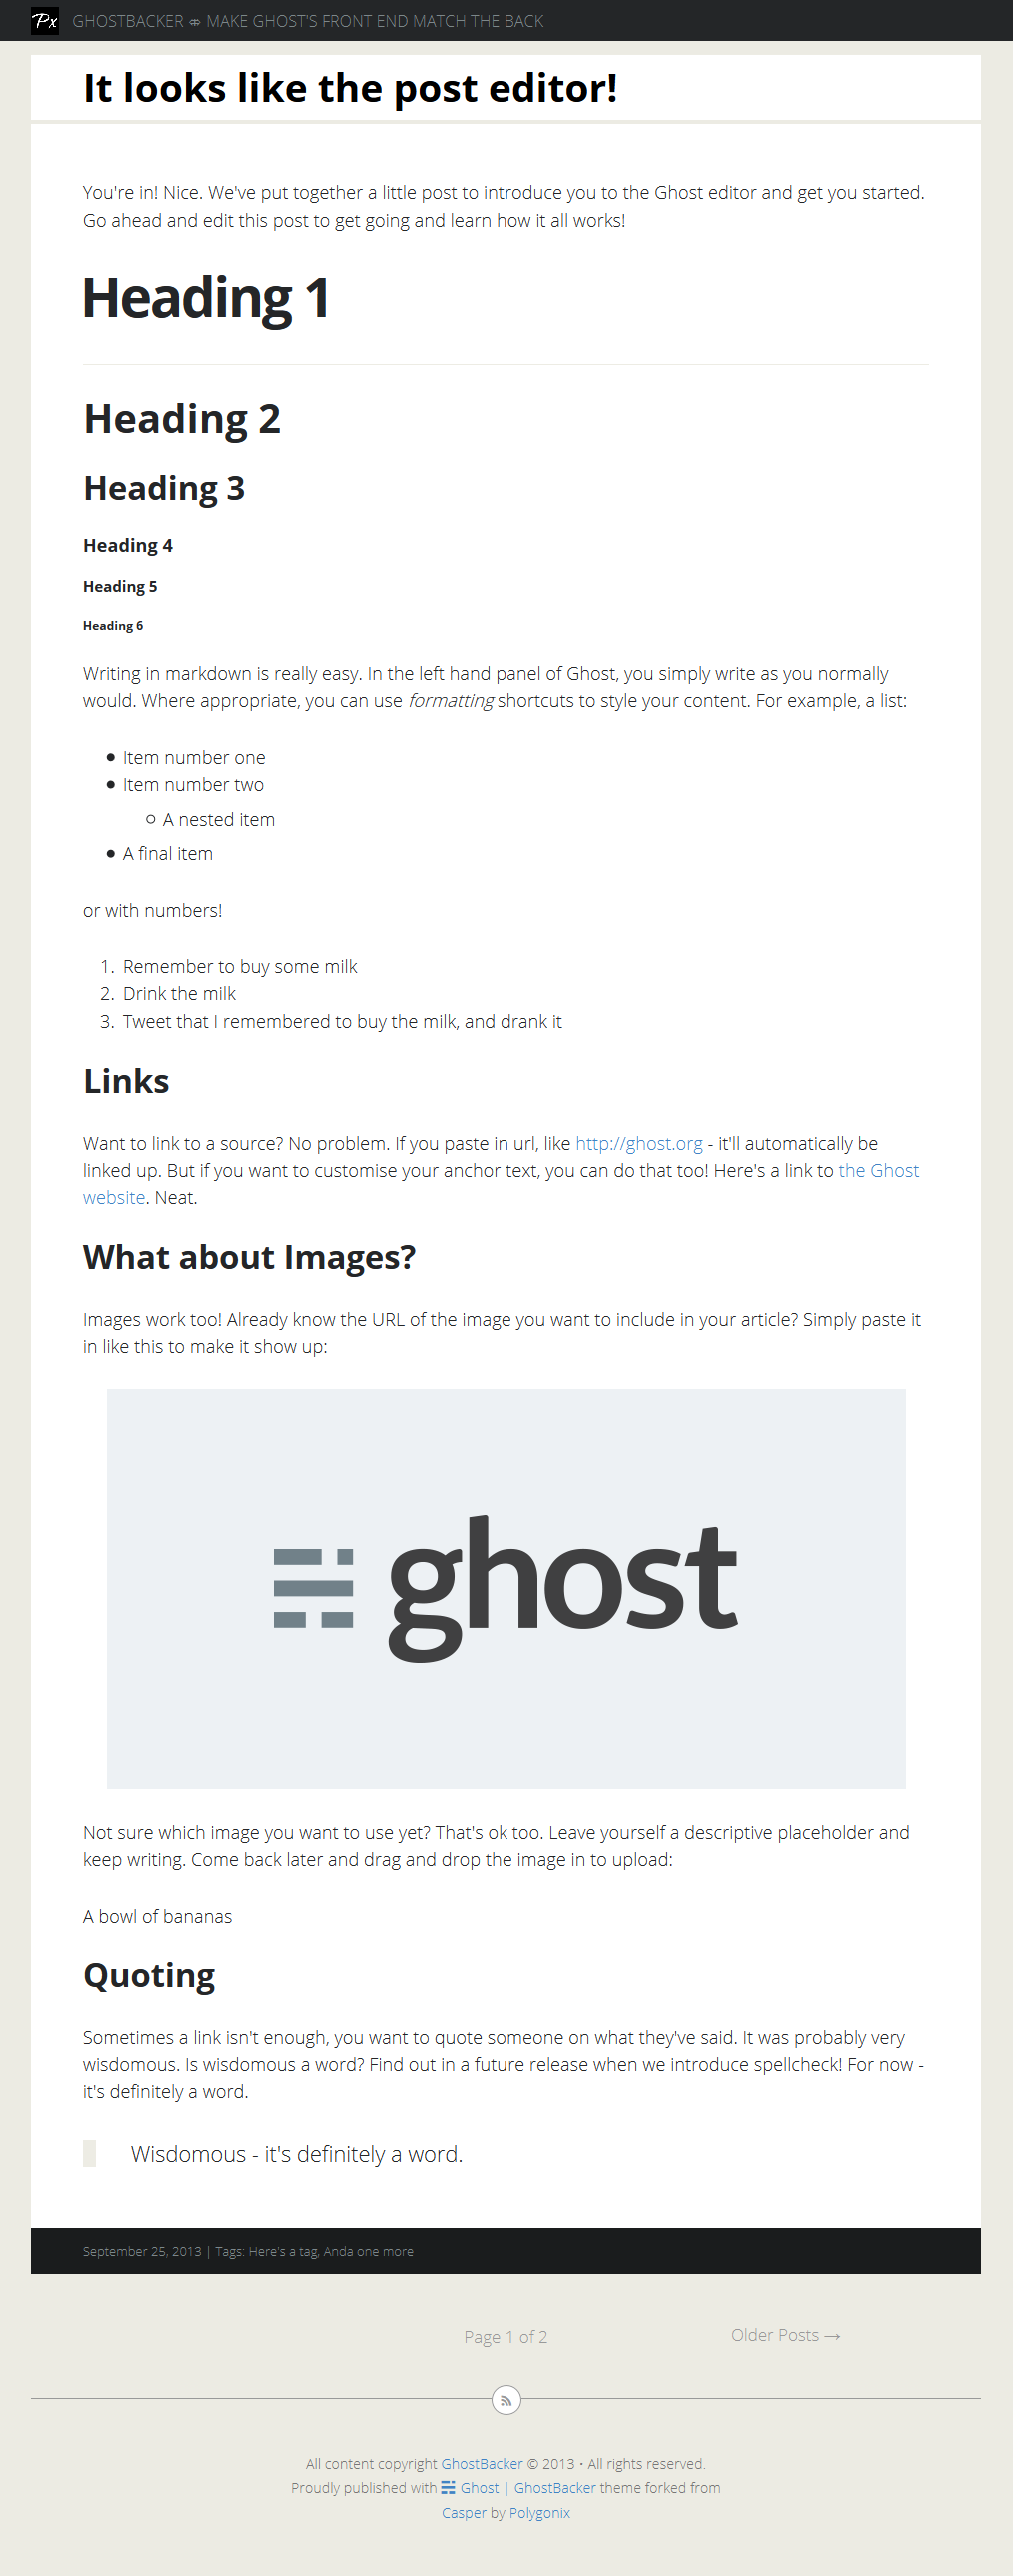 Px GHOSTBACKER ⤄ MAKE GHOST'S FRONT END MATCH THE BACK
It looks like the post editor!
You're in! Nice. We've put together a little post to introduce you to the Ghost editor and get you started.
Go ahead and edit this post to get going and learn how it all works!
Heading 1
Heading 2
Heading 3
Heading 4
Heading 5
Heading 6
Writing in markdown is really easy. In the left hand panel of Ghost, you simply write as you normally
would. Where appropriate, you can use formatting shortcuts to style your content. For example, a list:
• Item number one
• Item number two
○ A nested item
• A final item
or with numbers!
1. Remember to buy some milk
2. Drink the milk
3. Tweet that I remembered to buy the milk, and drank it
Links
Want to link to a source? No problem. If you paste in url, like http://ghost.org - it'll automatically be
linked up. But if you want to customise your anchor text, you can do that too! Here's a link to the Ghost
website. Neat.
What about Images?
Images work too! Already know the URL of the image you want to include in your article? Simply paste it
in like this to make it show up:
ghost
Not sure which image you want to use yet? That's ok too. Leave yourself a descriptive placeholder and
keep writing. Come back later and drag and drop the image in to upload:
A bowl of bananas
Quoting
Sometimes a link isn't enough, you want to quote someone on what they've said. It was probably very
wisdomous. Is wisdomous a word? Find out in a future release when we introduce spellcheck! For now -
it's definitely a word.
Wisdomous - it's definitely a word.
September 25, 2013 | Tags: Here's a tag, Anda one more
Page 1 of 2 Older Posts →
All content copyright GhostBacker © 2013 • All rights reserved.
Proudly published with Ghost | GhostBacker theme forked from
Casper by Polygonix